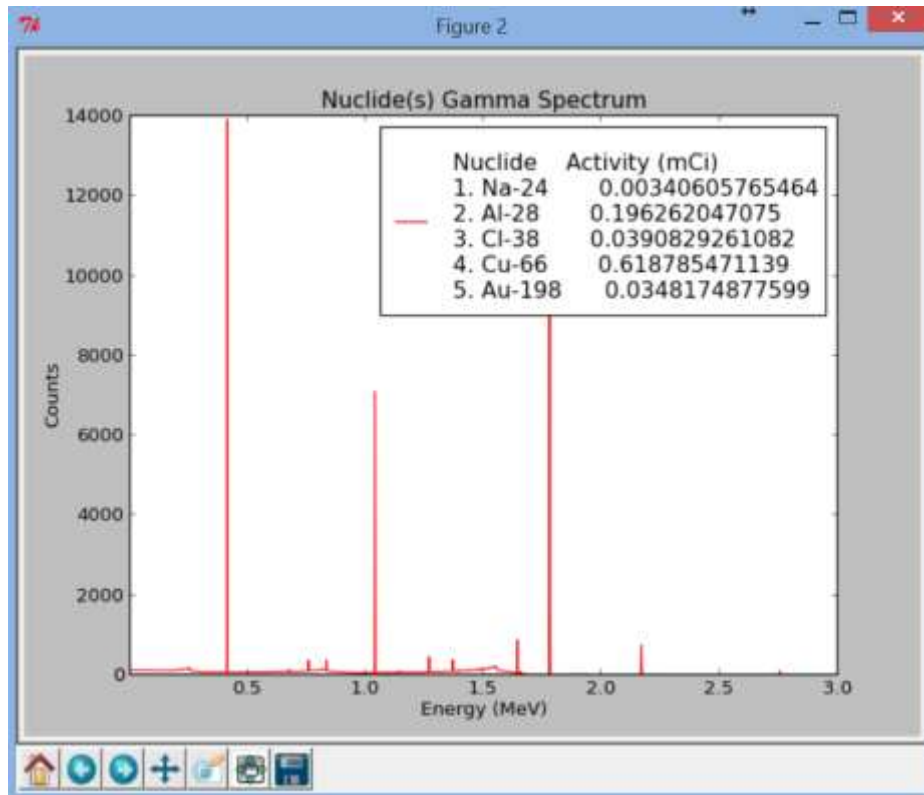 Figure 2
Nuclide(s) Gamma Spectrum
14000
12000
10000
8000
6000
4000
2000
0
Counts
Nuclide Activity (mCi)
1. Na-24 0.00340605765464
2. Al-28 0.196262047075
3. Cl-38 0.0390829261082
4. Cu-66 0.618785471139
5. Au-198 0.0348174877599
0.5 1.0 1.5 2.0 2.5 3.0
Energy (MeV)